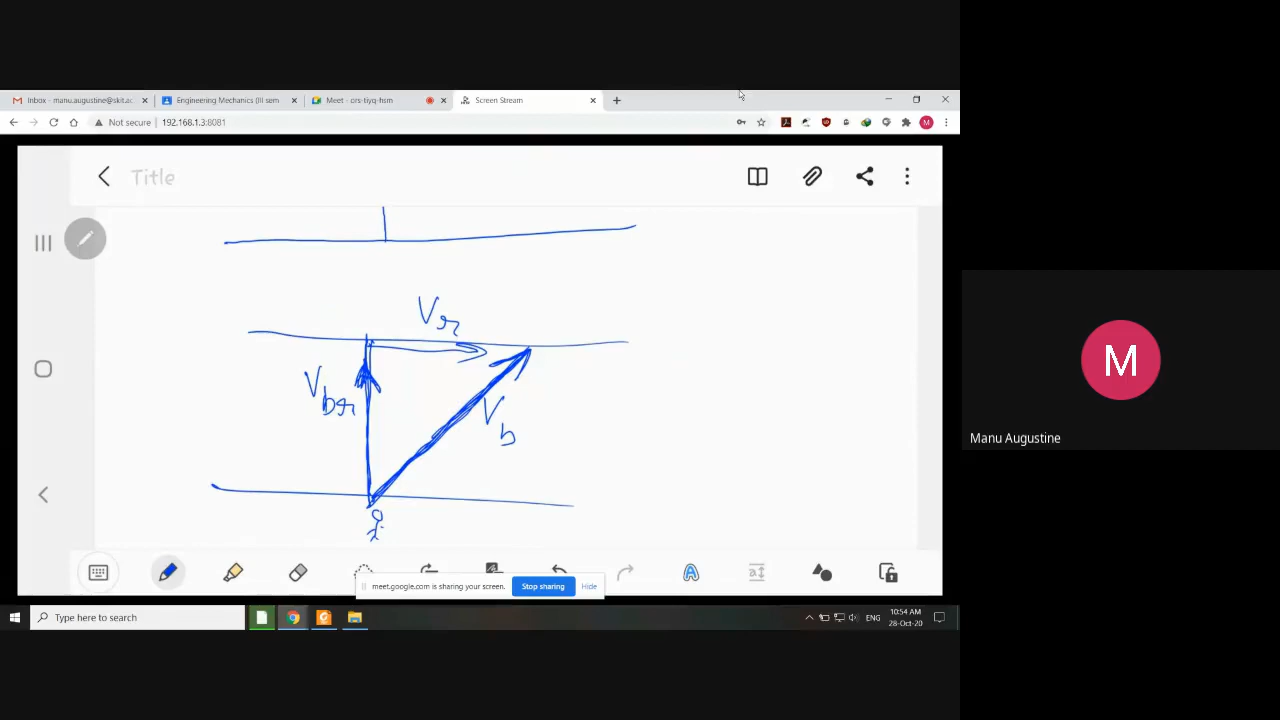 Inbox - manu.augustine@skit.ac
Engineering Mechanics (III sem
Meet - ors-tiyq-hsm
Screen Stream
Not secure | 192.168.1.3:8081
Title
Vr
Vbr
Vb
M
Manu Augustine
meet.google.com is sharing your screen.
Stop sharing
Hide
Type here to search
ENG
10:54 AM
28-Oct-20